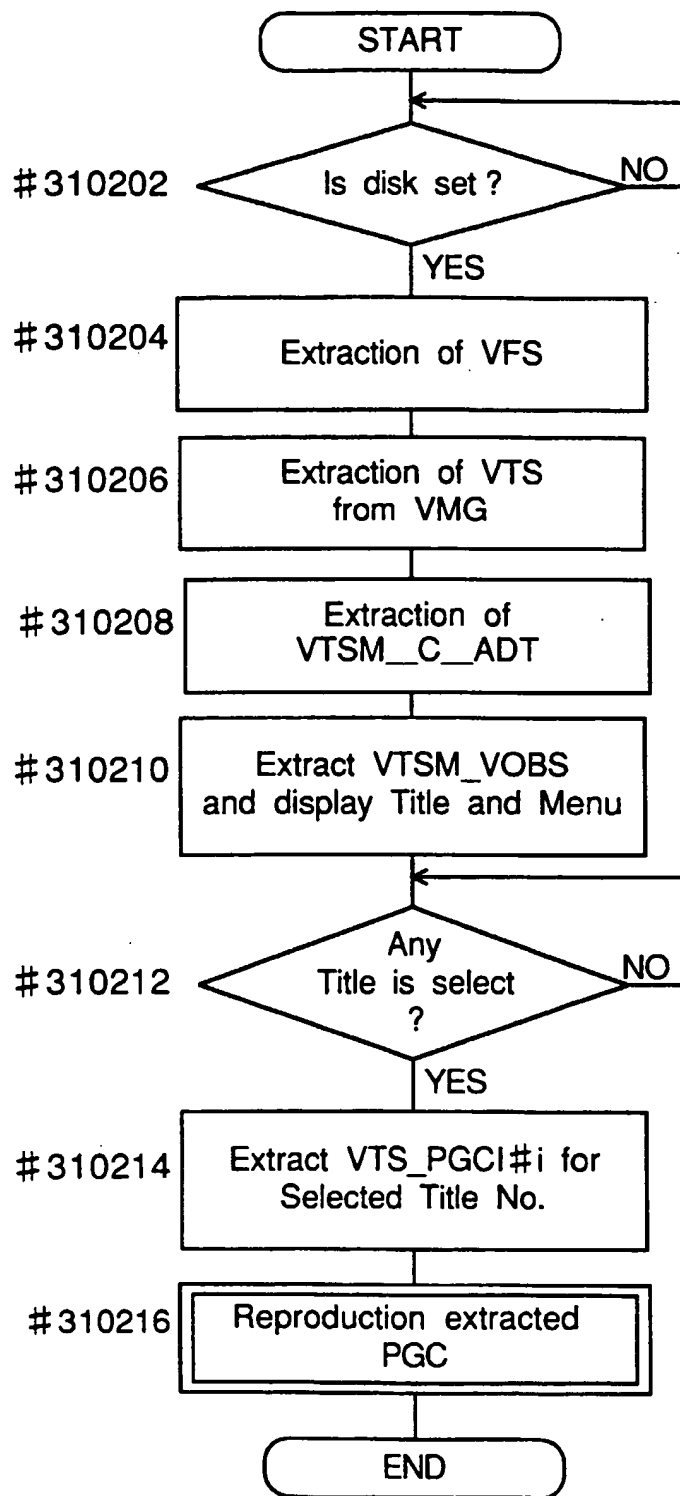 START
#310202
Is disk set ?
NO
YES
#310204
Extraction of VFS
#310206
Extraction of VTS
from VMG
#310208
Extraction of
VTSM__C__ADT
#310210
Extract VTSM_VOBS
and display Title and Menu
Any
#310212
Title is select
NO
?
YES
#310214
Extract VTS_PGCI#i for
Selected Title No.
#310216
Reproduction extracted
PGC
END